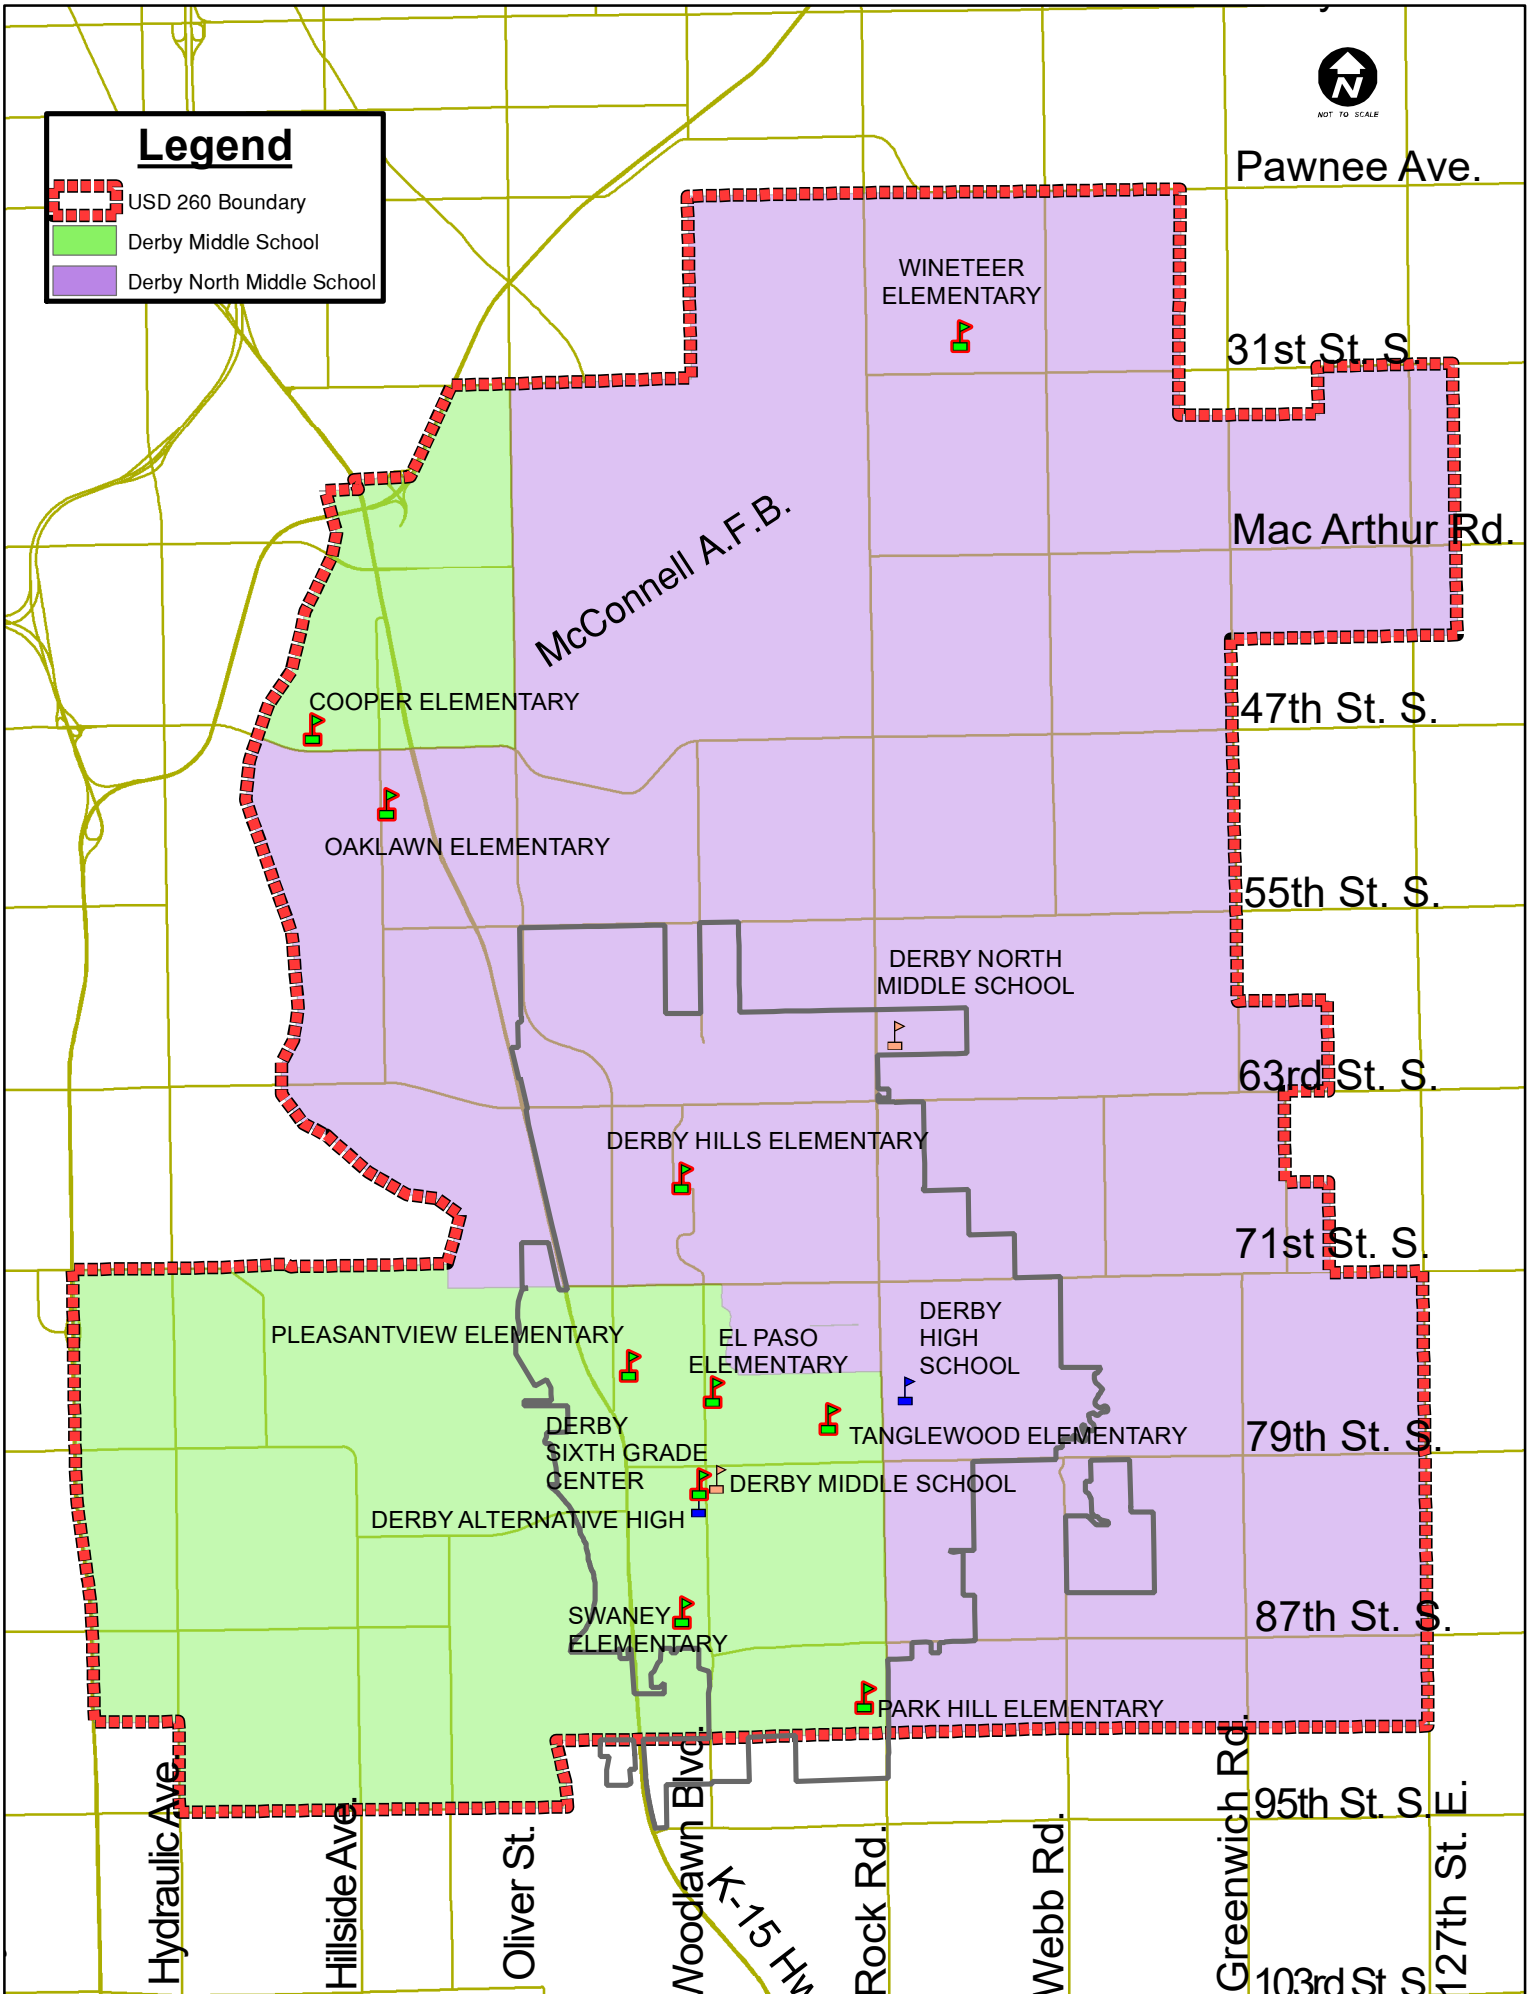 N
NOT TO SCALE
Legend
USD 260 Boundary
Derby Middle School
Derby North Middle School
Pawnee Ave.
WINETEER
ELEMENTARY
31st St. S.
McConnell A.F.B.
Mac Arthur Rd.
COOPER ELEMENTARY
47th St. S.
OAKLAWN ELEMENTARY
55th St. S.
DERBY NORTH
MIDDLE SCHOOL
63rd St. S.
DERBY HILLS ELEMENTARY
71st St. S.
PLEASANTVIEW ELEMENTARY
EL PASO
ELEMENTARY
DERBY
HIGH
SCHOOL
DERBY
SIXTH GRADE
CENTER
TANGLEWOOD ELEMENTARY
79th St. S.
DERBY MIDDLE SCHOOL
DERBY ALTERNATIVE HIGH
SWANEY
ELEMENTARY
87th St. S.
PARK HILL ELEMENTARY
95th St. S.
Hydraulic Ave.
Hillside Ave.
Oliver St.
Woodlawn Blvd.
K-15 Hw
Rock Rd.
Webb Rd.
Greenwich Rd.
127th St. E.
103rd St. S